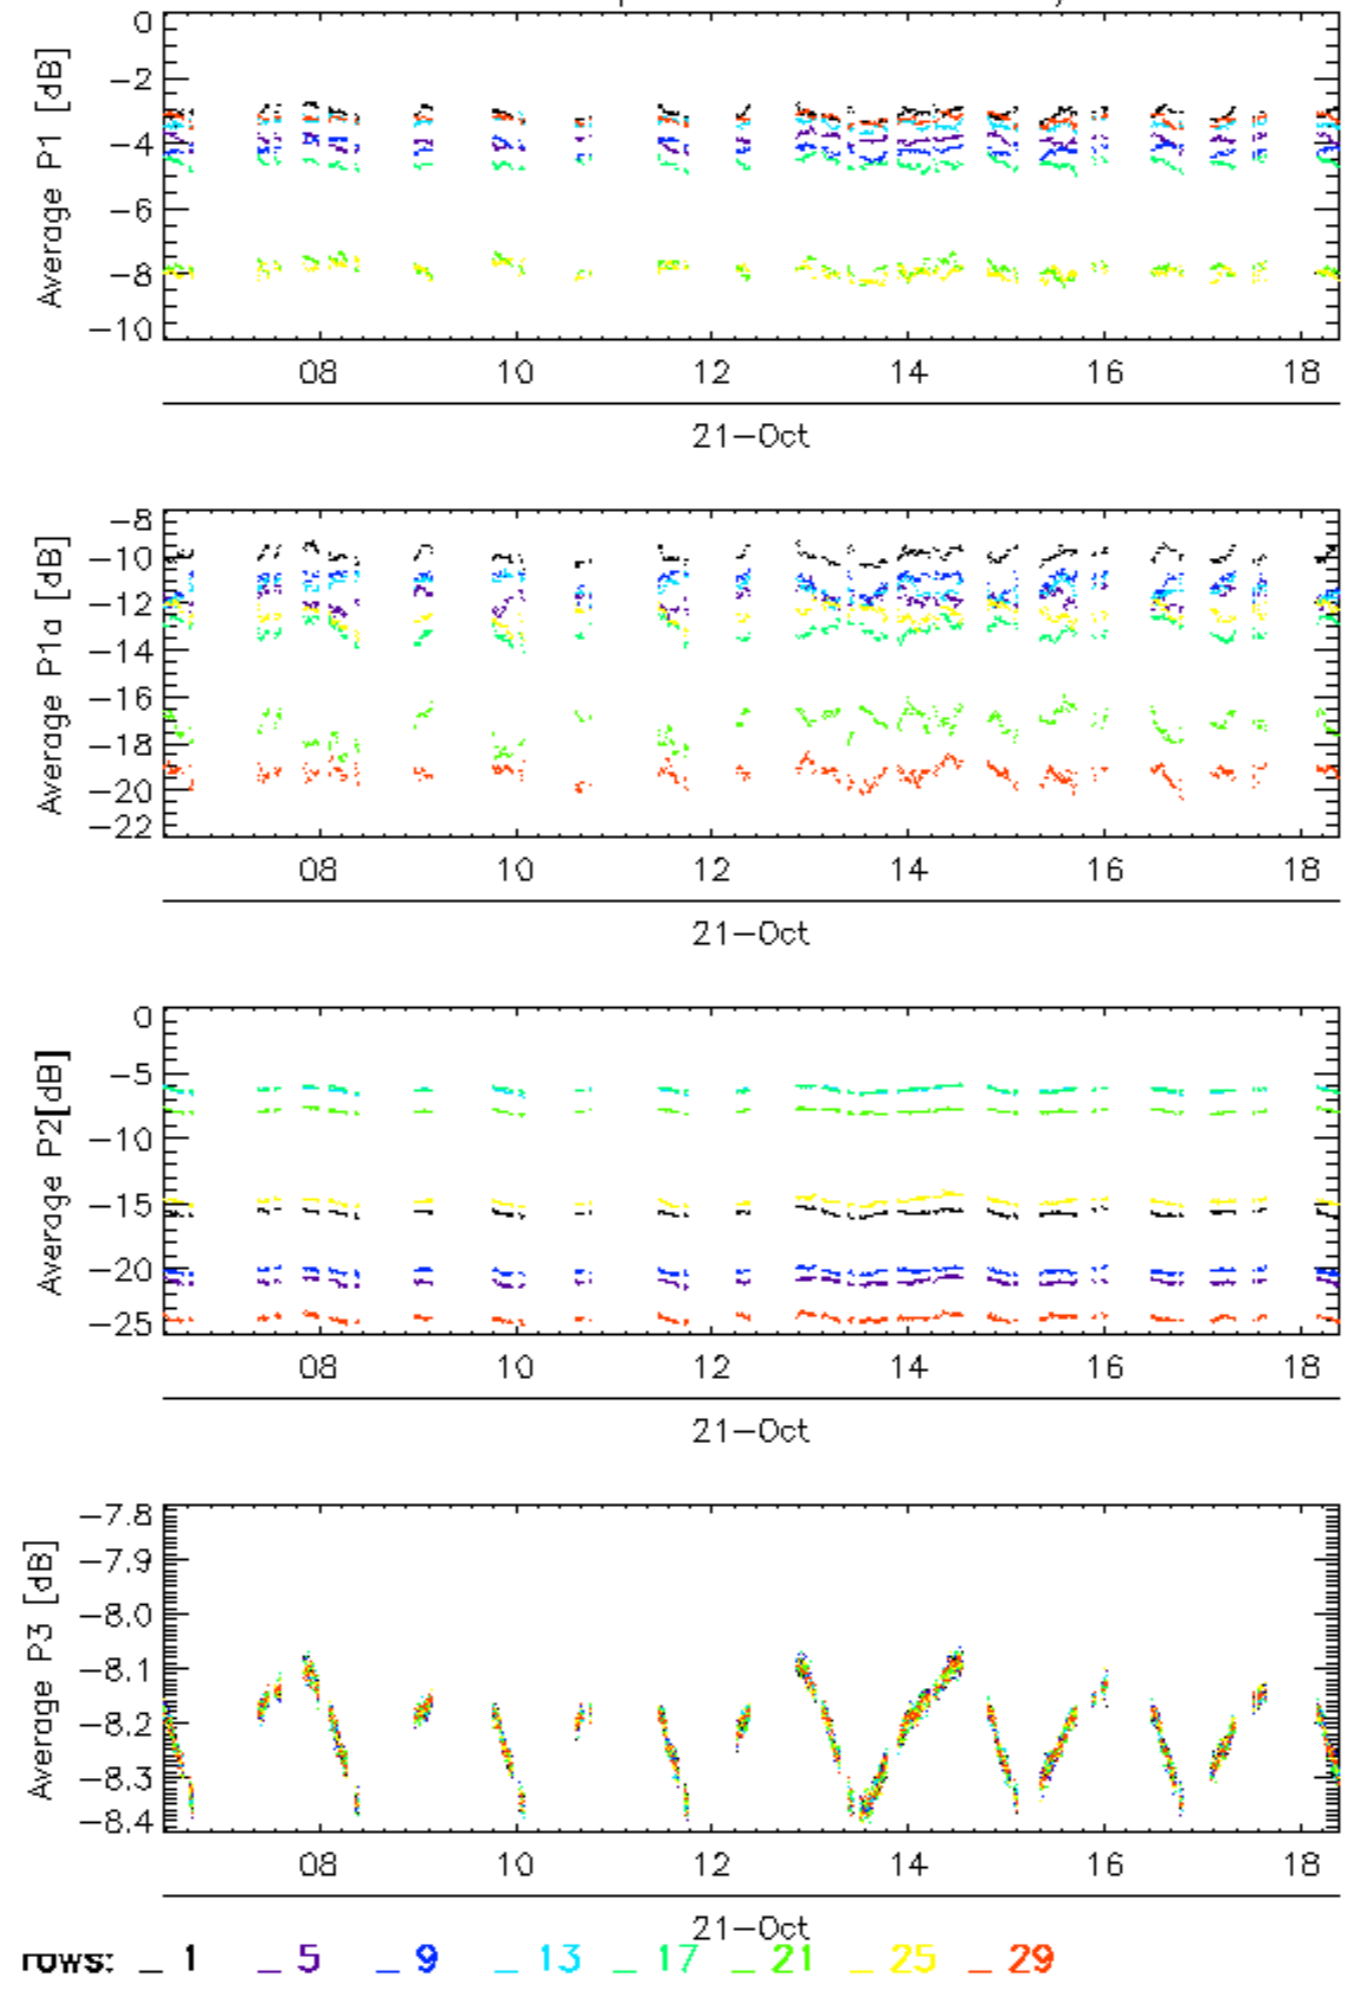 0
−2
−4
−6
−8
−10
Average P1 [dB]
08 10 12 14 16 18
21−Oct
−8
−10
−12
−14
−16
−18
−20
−22
Average P1a [dB]
08 10 12 14 16 18
21−Oct
0
−5
−10
−15
−20
−25
Average P2[dB]
08 10 12 14 16 18
21−Oct
−7.8
−7.9
−8.0
−8.1
−8.2
−8.3
−8.4
Average P3 [dB]
08 10 12 14 16 18
21−Oct
rows: _ 1 _ 5 _ 9 _ 13 _ 17 _ 21 _ 25 _ 29